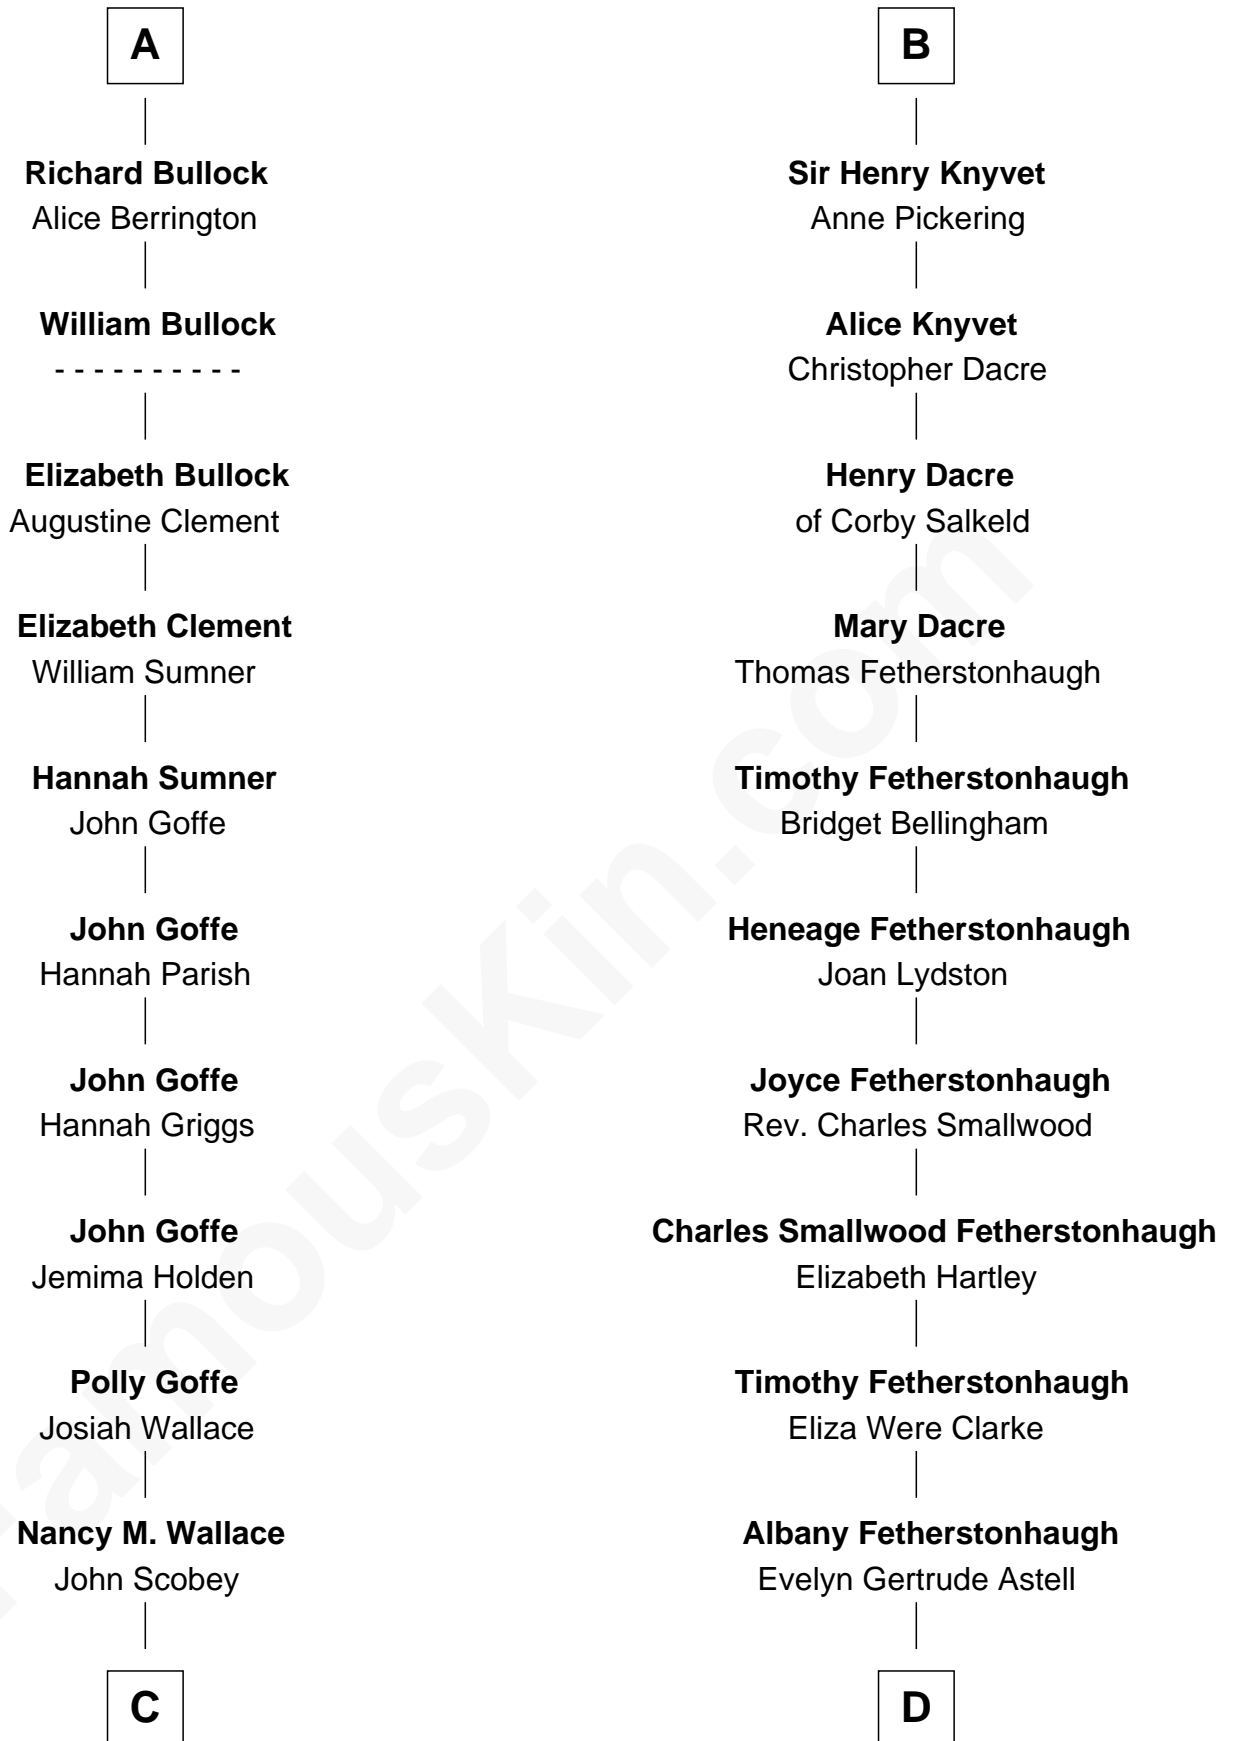 A
Richard Bullock
Alice Berrington
William Bullock
- - - - - - - - - -
Elizabeth Bullock
Augustine Clement
Elizabeth Clement
William Sumner
Hannah Sumner
John Goffe
John Goffe
Hannah Parish
John Goffe
Hannah Griggs
John Goffe
Jemima Holden
Polly Goffe
Josiah Wallace
Nancy M. Wallace
John Scobey
C
B
Sir Henry Knyvet
Anne Pickering
Alice Knyvet
Christopher Dacre
Henry Dacre
of Corby Salkeld
Mary Dacre
Thomas Fetherstonhaugh
Timothy Fetherstonhaugh
Bridget Bellingham
Heneage Fetherstonhaugh
Joan Lydston
Joyce Fetherstonhaugh
Rev. Charles Smallwood
Charles Smallwood Fetherstonhaugh
Elizabeth Hartley
Timothy Fetherstonhaugh
Eliza Were Clarke
Albany Fetherstonhaugh
Evelyn Gertrude Astell
D
FamousKin.com